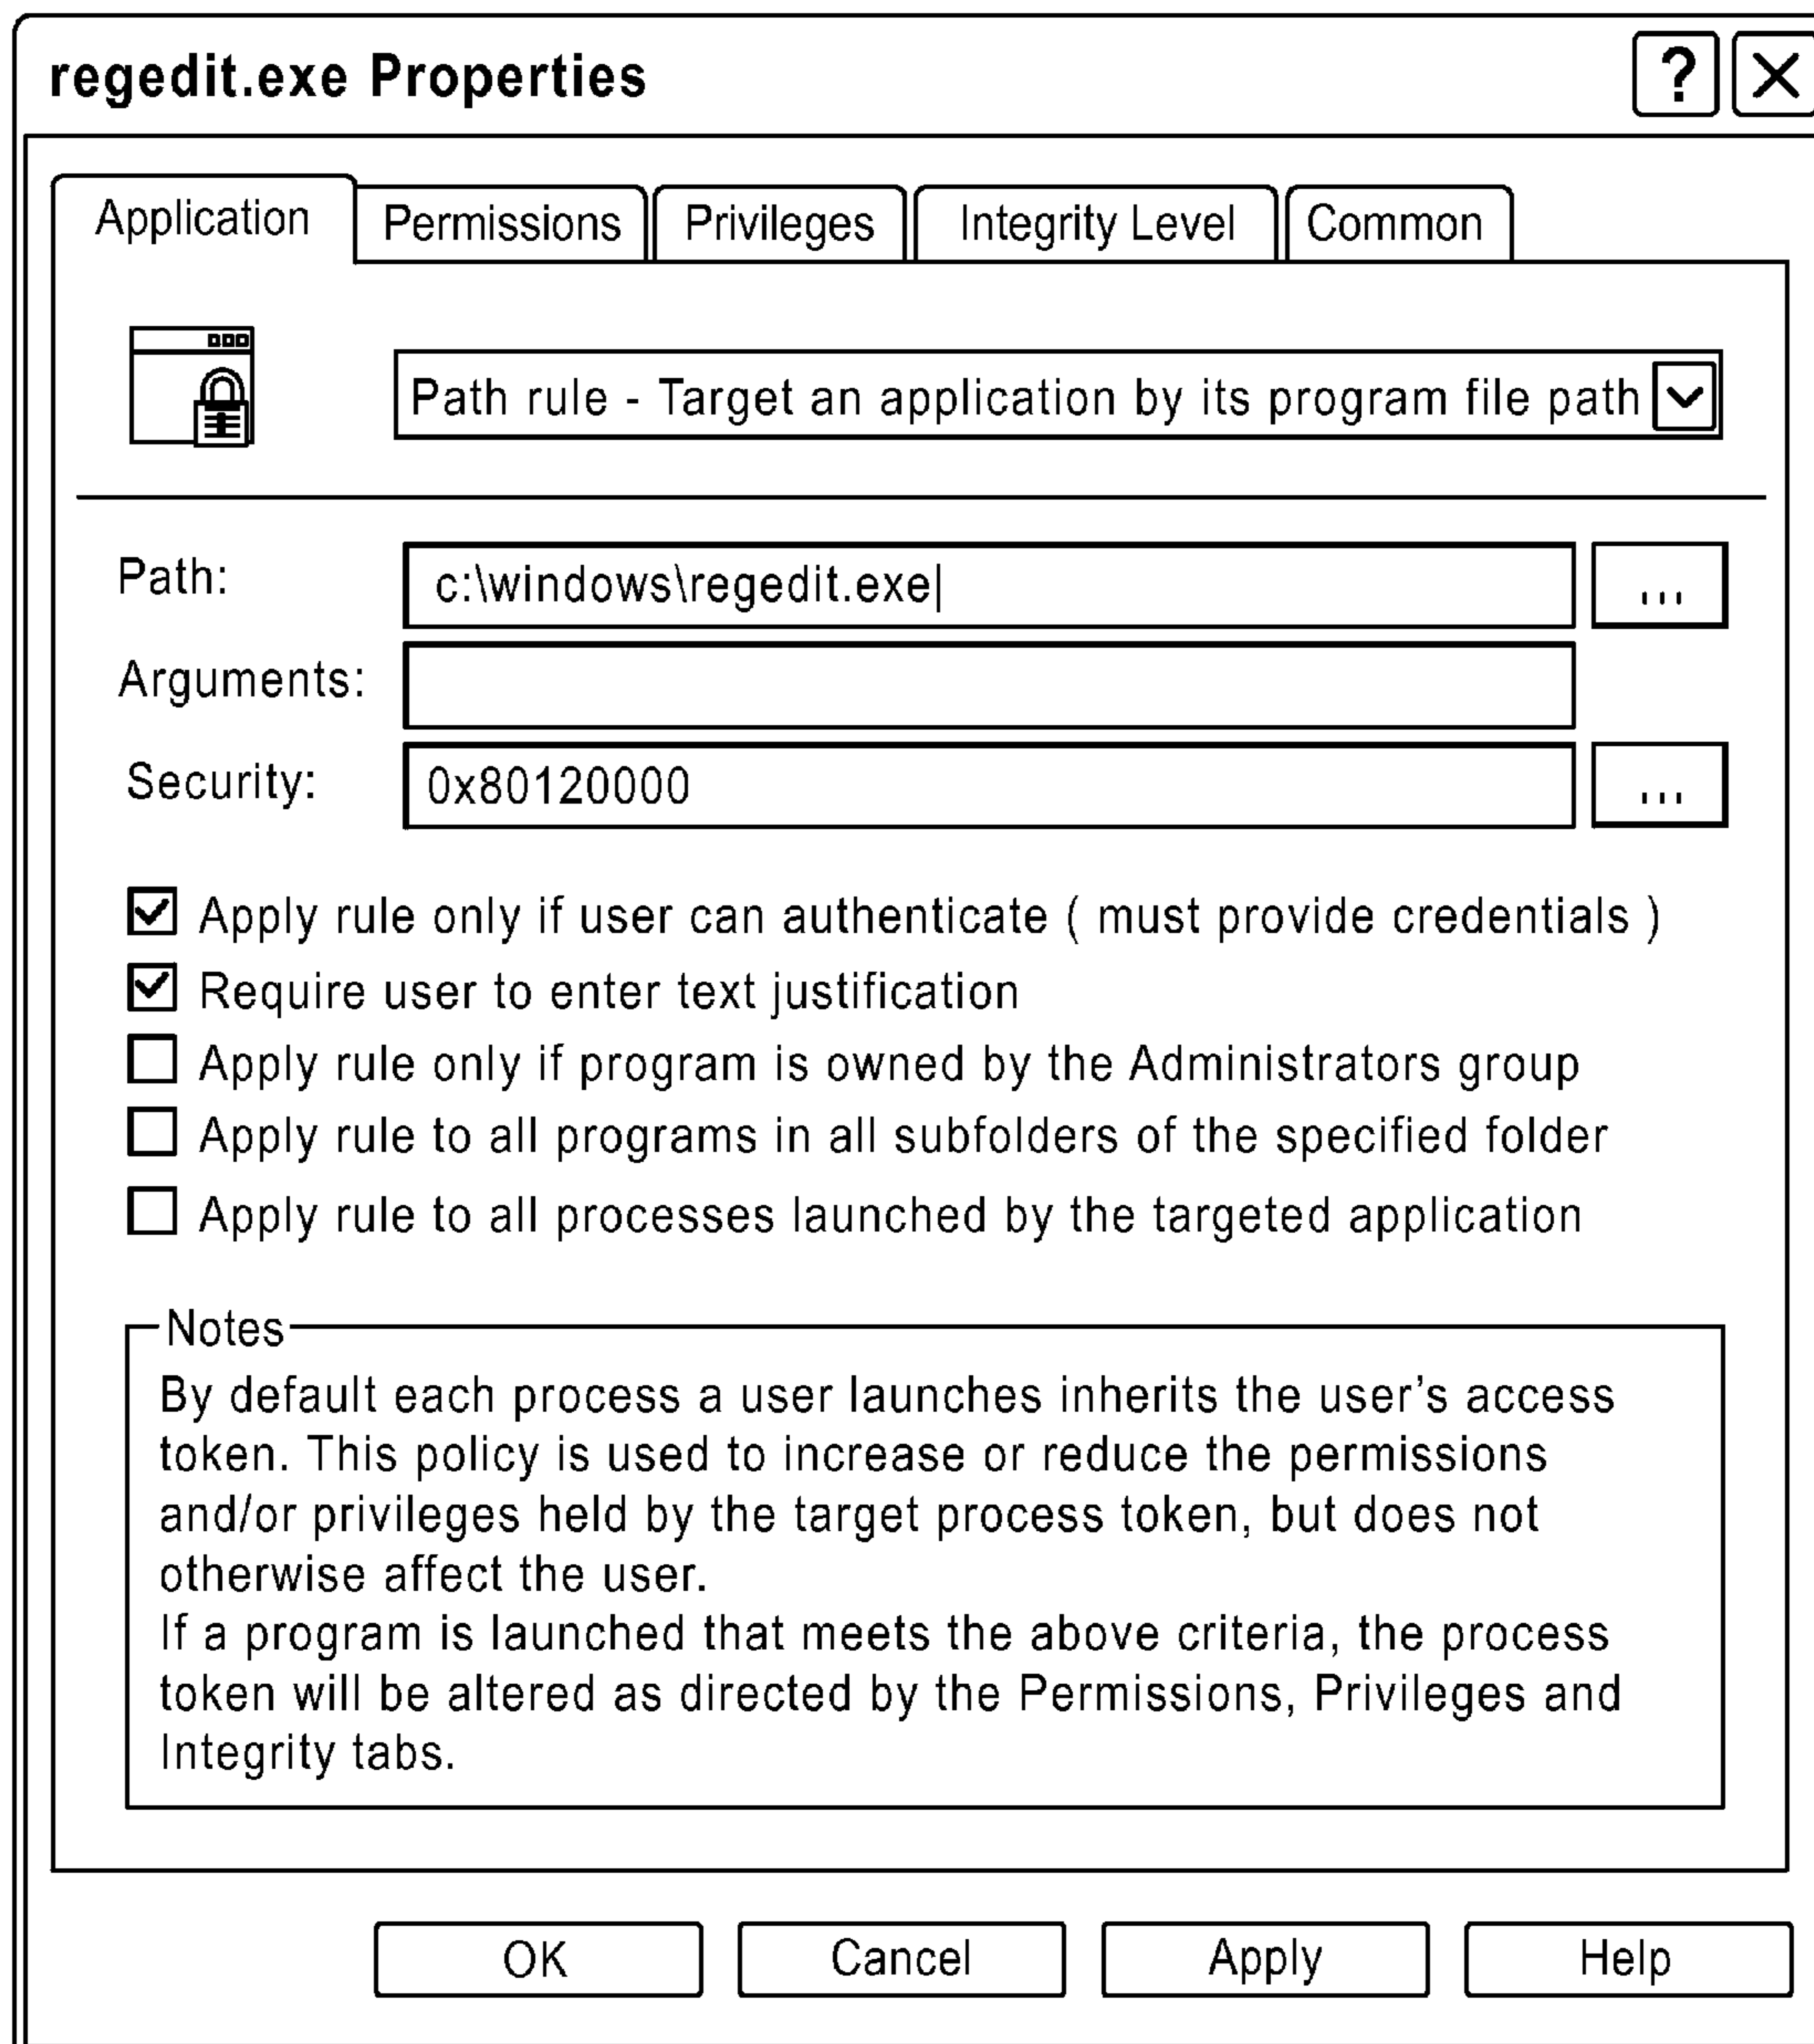 regedit.exe Properties ?
Application Permissions Privileges Integrity Level Common
Path rule - Target an application by its program file path
Path: c:\windows\regedit.exe| ...
Arguments:
Security: 0x80120000 ...
Apply rule only if user can authenticate ( must provide credentials )
Require user to enter text justification
Apply rule only if program is owned by the Administrators group
Apply rule to all programs in all subfolders of the specified folder
Apply rule to all processes launched by the targeted application
Notes
By default each process a user launches inherits the user's access
token. This policy is used to increase or reduce the permissions
and/or privileges held by the target process token, but does not
otherwise affect the user.
If a program is launched that meets the above criteria, the process
token will be altered as directed by the Permissions, Privileges and
Integrity tabs.
OK Cancel Apply Help